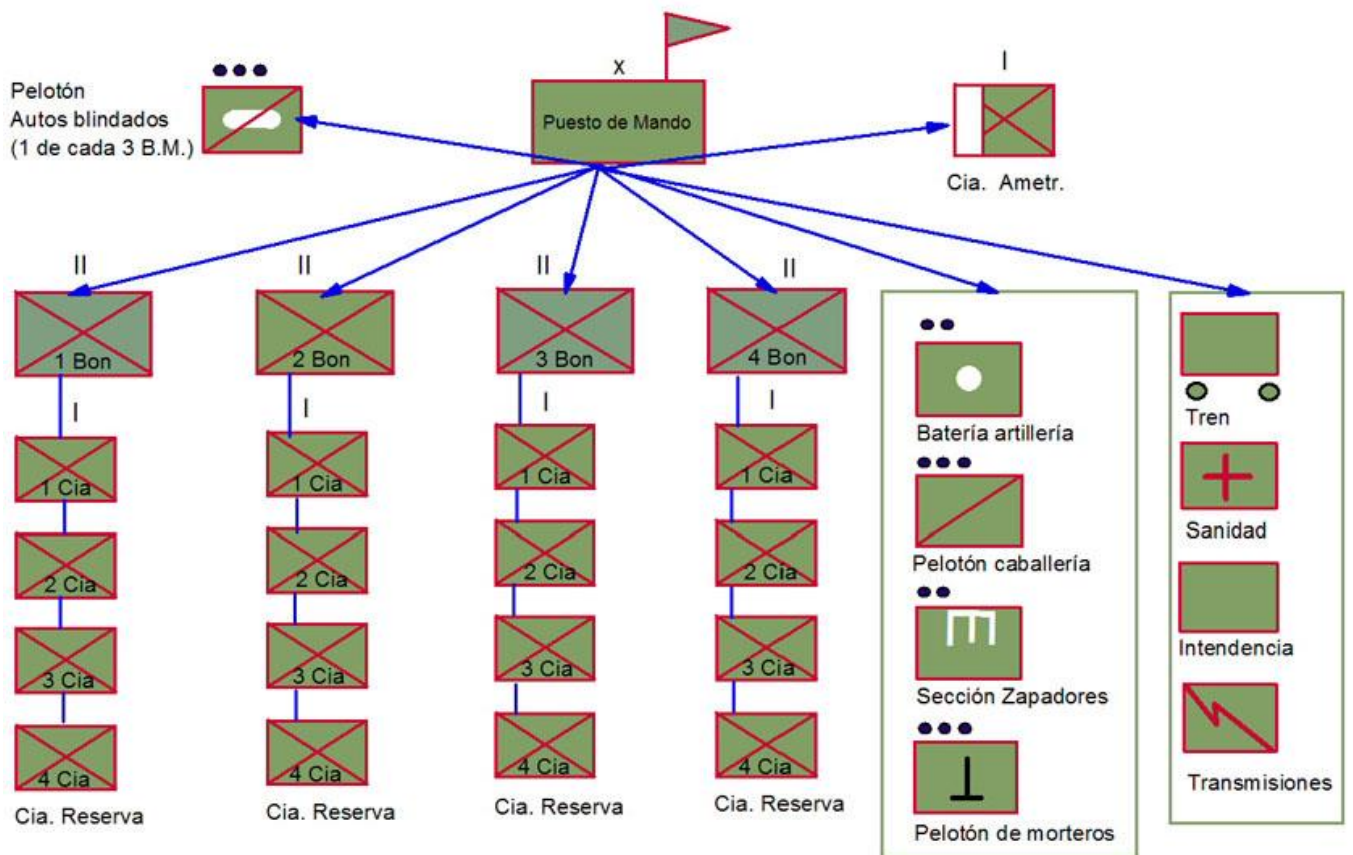 X
I
Pelotón
Autos blindados
(1 de cada 3 B.M.)
Puesto de Mando
Cia. Ametr.
II
II
II
II
1 Bon
2 Bon
3 Bon
4 Bon
I
I
I
I
1 Cia
1 Cia
1 Cia
1 Cia
2 Cia
2 Cia
2 Cia
2 Cia
3 Cia
3 Cia
3 Cia
3 Cia
4 Cia
4 Cia
4 Cia
4 Cia
Cia. Reserva
Cia. Reserva
Cia. Reserva
Cia. Reserva
Batería artillería
Pelotón caballería
Sección Zapadores
Pelotón de morteros
Tren
Sanidad
Intendencia
Transmisiones